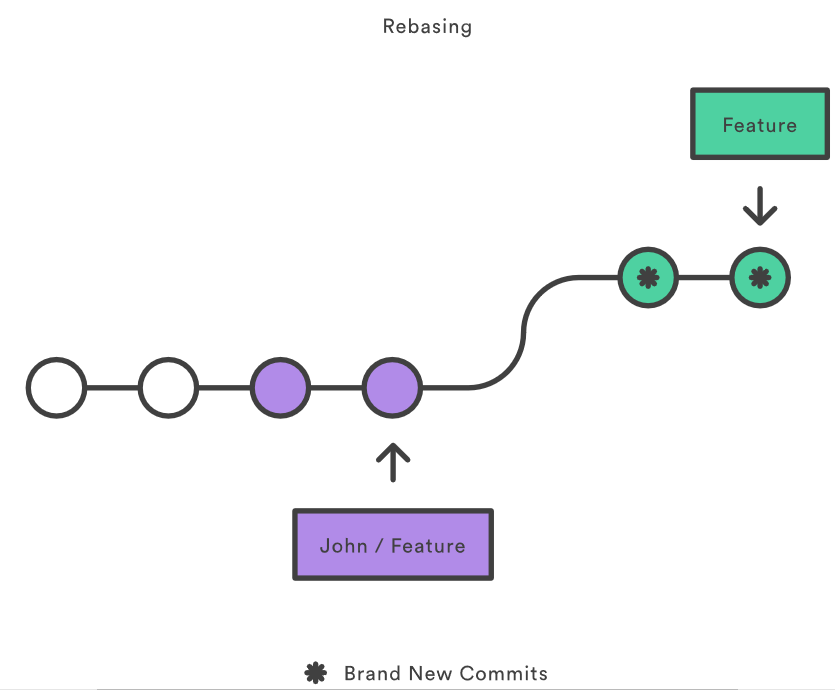 Rebasing
Feature
John / Feature
Brand New Commits